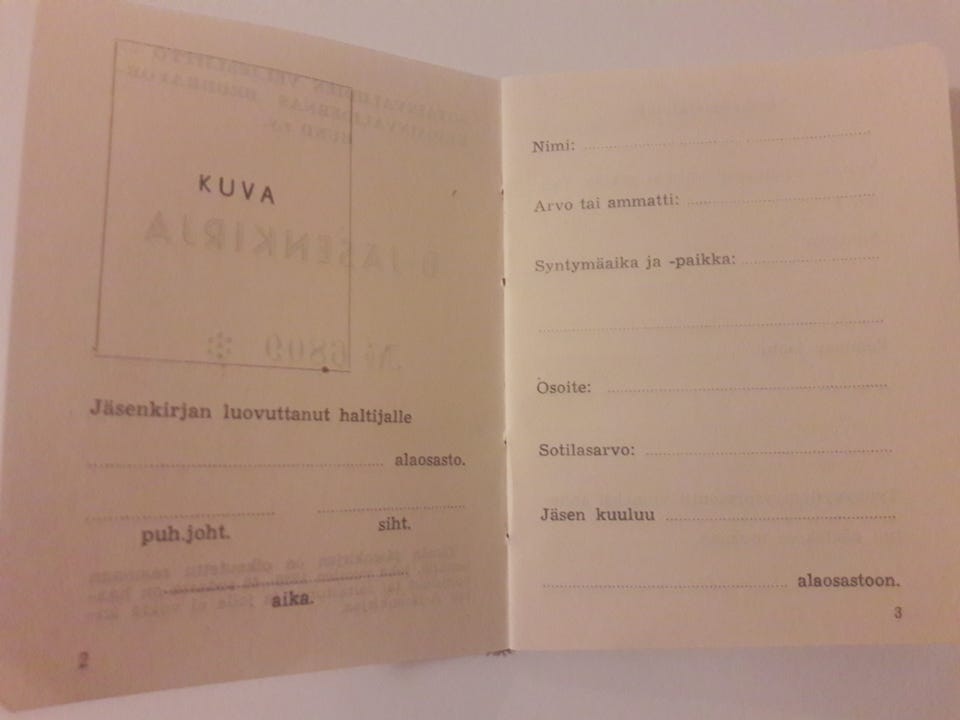 KUVA
Jäsenkirjan luovuttanut haltijalle
alaosasto.
puh.joht. siht.
aika.
2
Nimi:
Arvo tai ammatti:
Syntymäaika ja -paikka:
Osoite:
Sotilasarvo:
Jäsen kuuluu
alaosastoon.
3